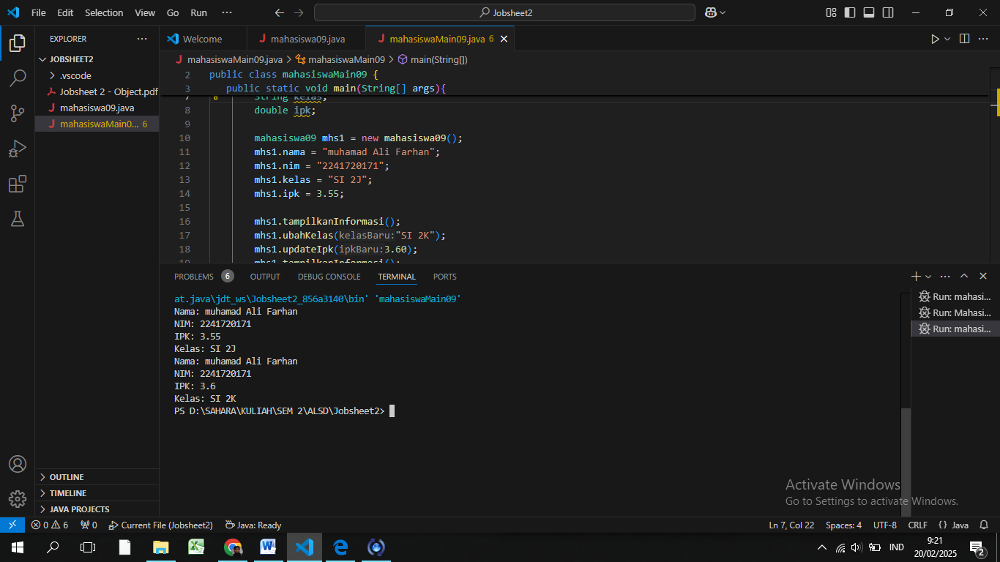 File Edit Selection View Go Run ··· Jobsheet2
EXPLORER ···
JOBSHEET2
.vscode
Jobsheet 2 - Object.pdf
mahasiswa09.java
mahasiswaMain0... 6
OUTLINE
TIMELINE
JAVA PROJECTS
Welcome mahasiswa09.java mahasiswaMain09.java 6
mahasiswaMain09.java > mahasiswaMain09 > main(String[])
2 public class mahasiswaMain09 {
3 public static void main(String[] args){
7 String kelas;
8 double ipk;
9
10 mahasiswa09 mhs1 = new mahasiswa09();
11 mhs1.nama = "muhamad Ali Farhan";
12 mhs1.nim = "2241720171";
13 mhs1.kelas = "SI 2J";
14 mhs1.ipk = 3.55;
15
16 mhs1.tampilkanInformasi();
17 mhs1.ubahKelas(kelasBaru:"SI 2K");
18 mhs1.updateIpk(ipkBaru:3.60);
19 mhs1.tampilkanInformasi();
PROBLEMS 6 OUTPUT DEBUG CONSOLE TERMINAL PORTS
at.java\jdt_ws\Jobsheet2_856a3140\bin' 'mahasiswaMain09'
Nama: muhamad Ali Farhan
NIM: 2241720171
IPK: 3.55
Kelas: SI 2J
Nama: muhamad Ali Farhan
NIM: 2241720171
IPK: 3.6
Kelas: SI 2K
PS D:\SAHARA\KULIAH\SEM 2\ALSD\Jobsheet2>
Run: mahasi...
Run: Mahasi...
Run: mahasi...
Activate Windows
Go to Settings to activate Windows.
0 6 0 Current File (Jobsheet2) Java: Ready Ln 7, Col 22 Spaces: 4 UTF-8 CRLF {} Java
IND 9:21
20/02/2025 2